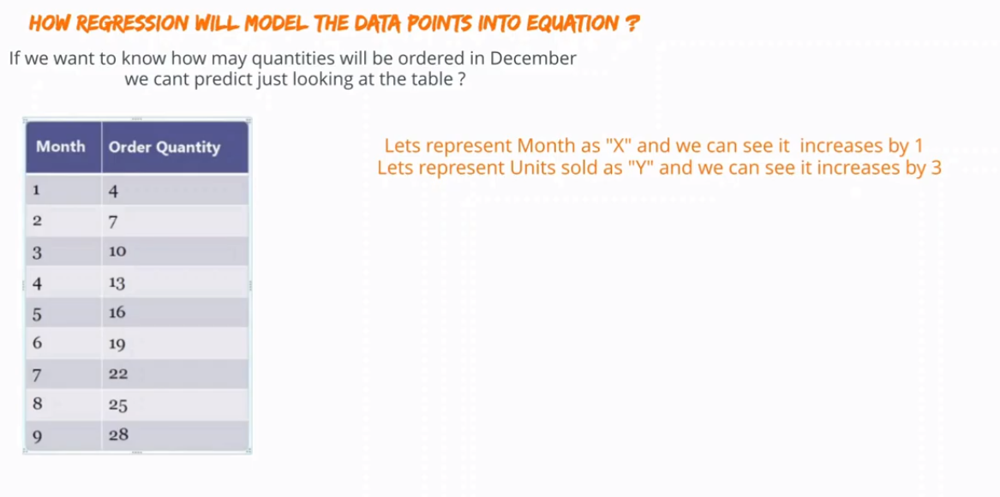 HOW REGRESSION WILL MODEL THE DATA POINTS INTO EQUATION ?
If we want to know how may quantities will be ordered in December
we cant predict just looking at the table ?
Lets represent Month as "X" and we can see it increases by 1
Lets represent Units sold as "Y" and we can see it increases by 3
Month Order Quantity
1 4
2 7
3 10
4 13
5 16
6 19
7 22
8 25
9 28